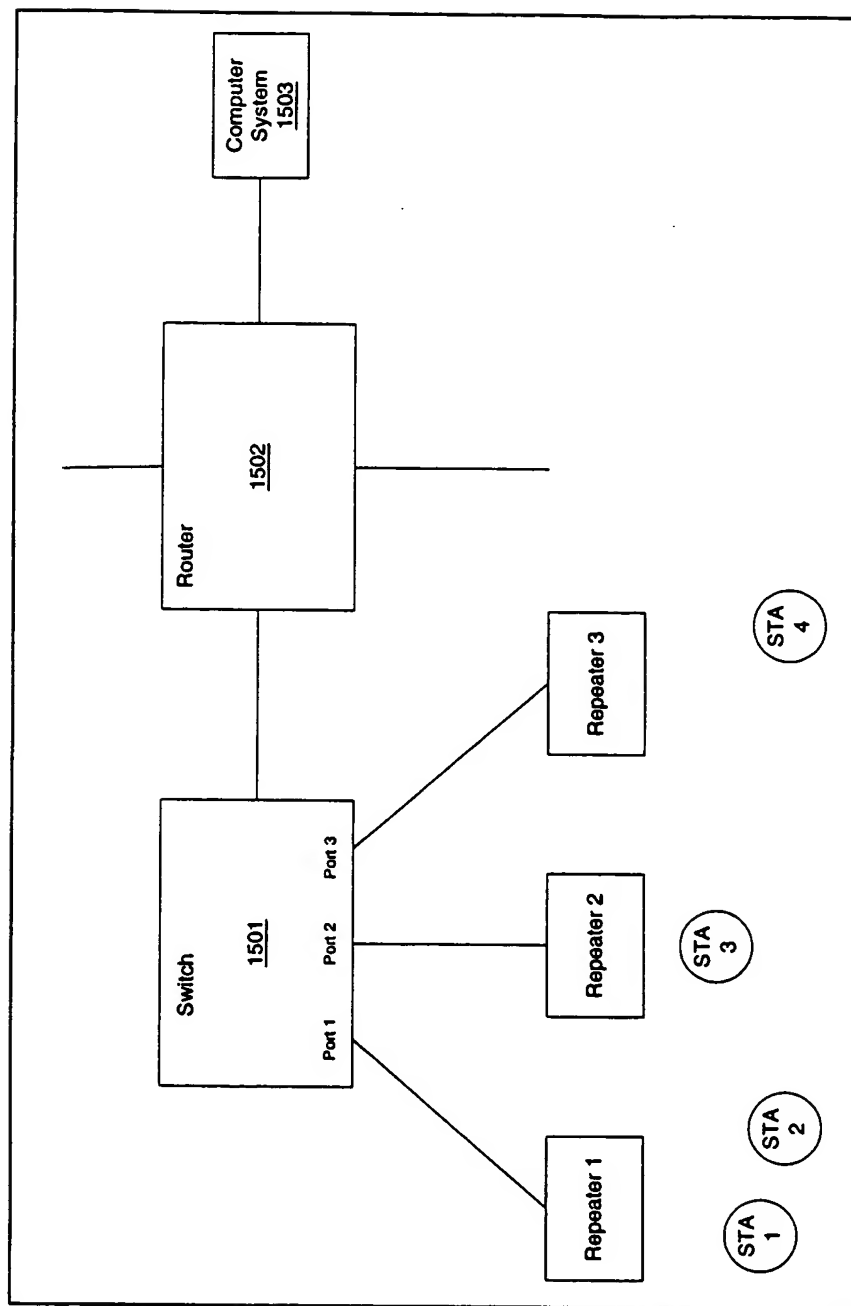 Switch
1501
Port 1
Port 2
Port 3
Router
1502
Computer
System
1503
Repeater 1
Repeater 2
Repeater 3
STA
1
STA
2
STA
3
STA
4